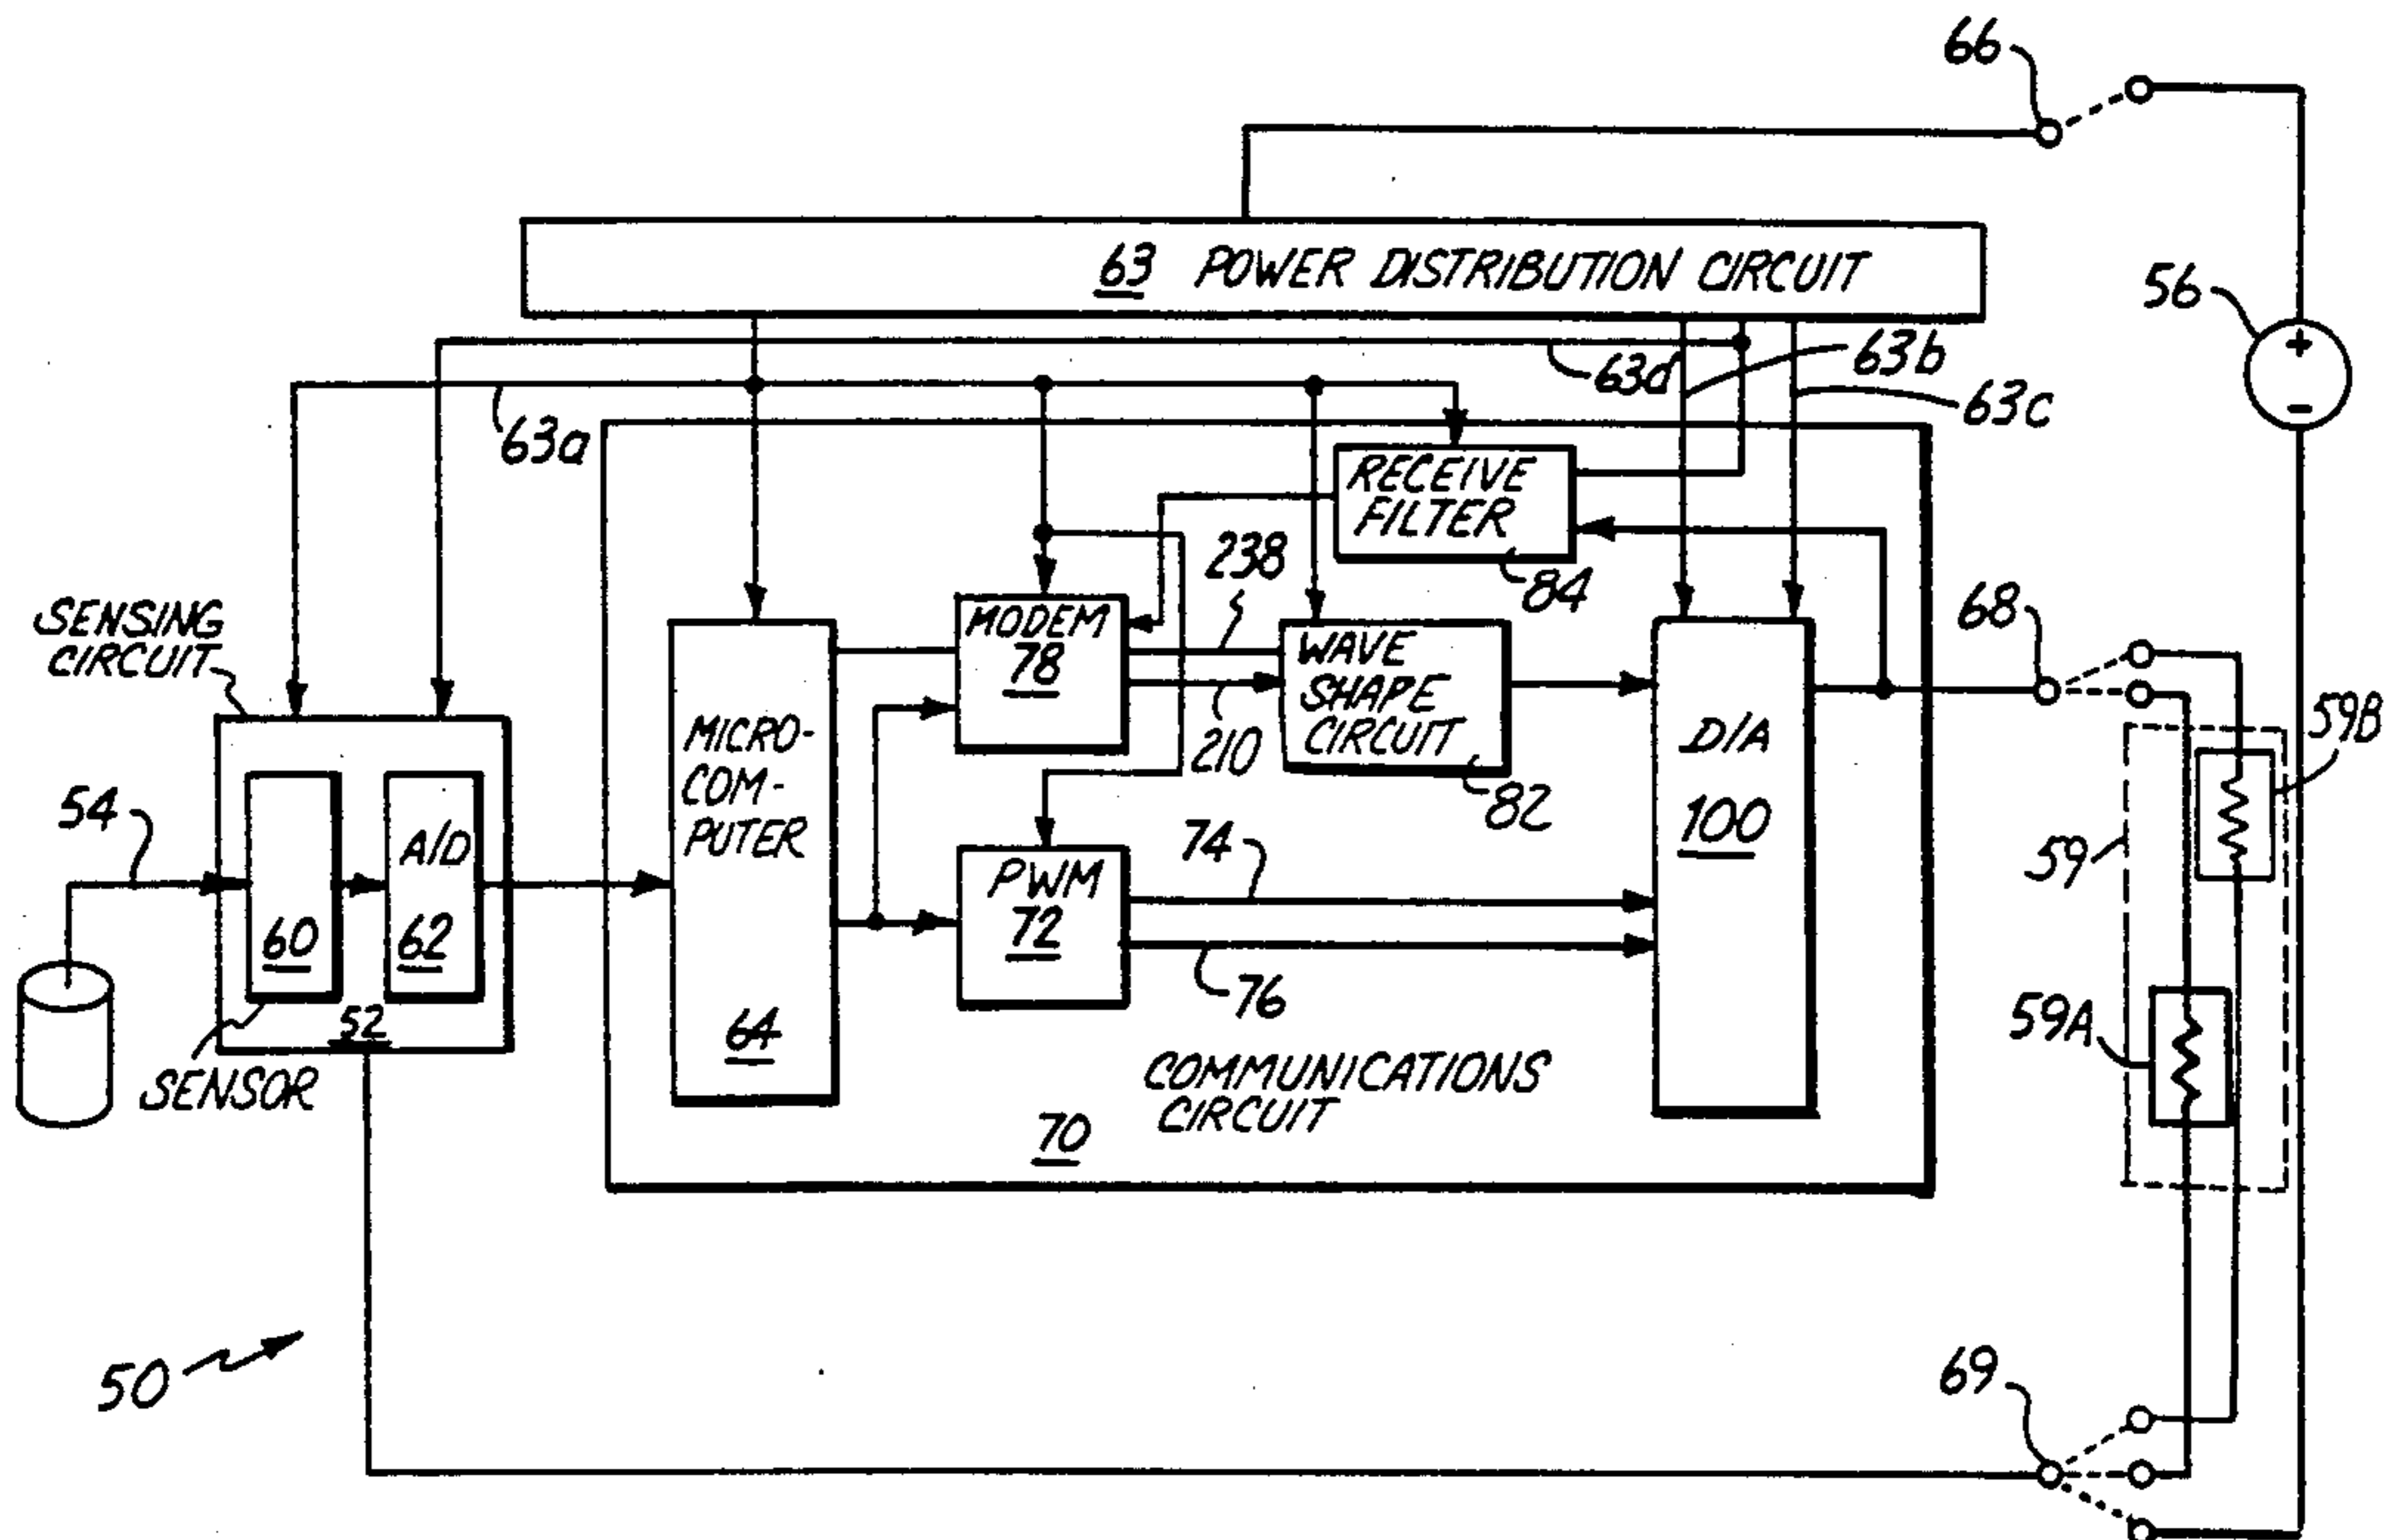 66
63 POWER DISTRIBUTION CIRCUIT
56
63d
63b
63c
63a
RECEIVE
FILTER
84
238
SENSING
CIRCUIT
MODEM
78
WAVE
SHAPE
CIRCUIT
82
210
68
59B
MICRO-
COM-
PUTER
64
D/A
100
54
60
A/D
62
52
SENSOR
PWM
72
74
76
59
59A
COMMUNICATIONS
CIRCUIT
70
50
69
+
-